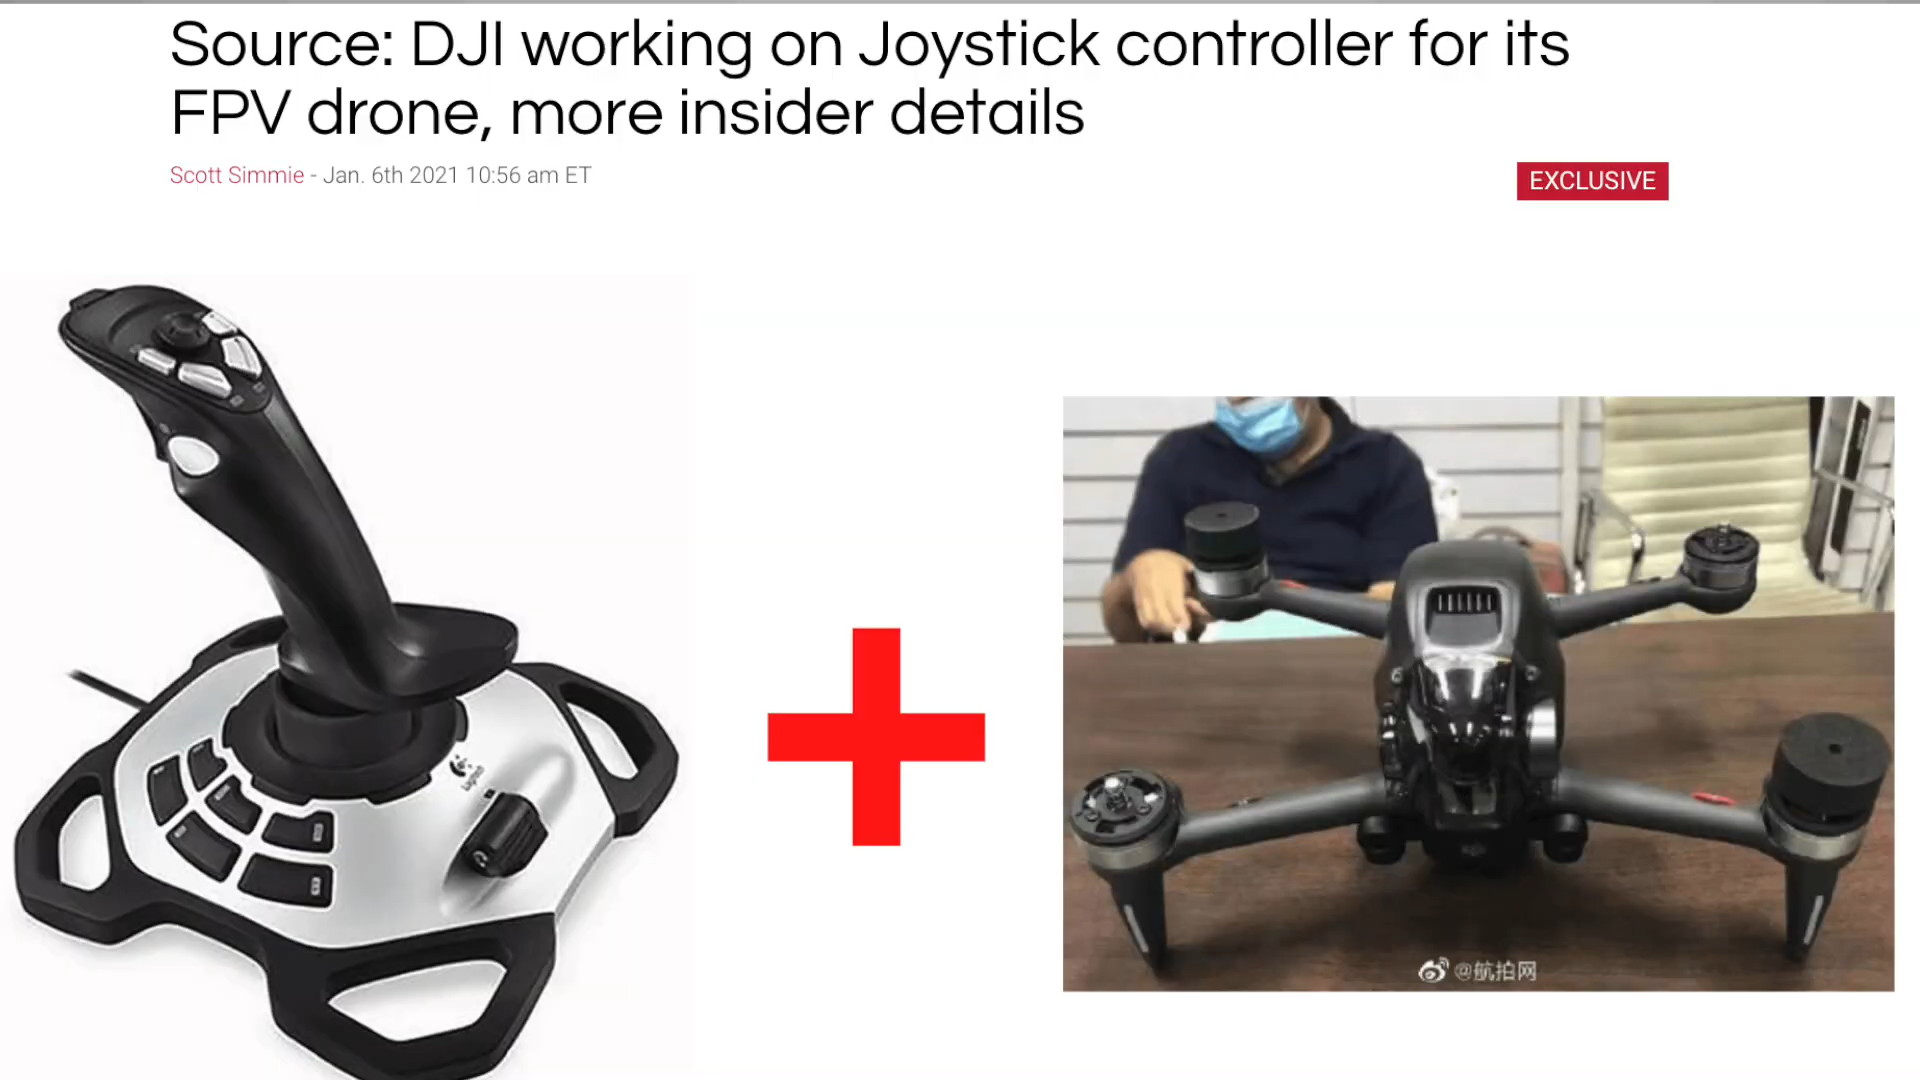 Source: DJI working on Joystick controller for its
FPV drone, more insider details
Scott Simmie - Jan. 6th 2021 10:56 am ET
EXCLUSIVE
Logitech
@航拍网